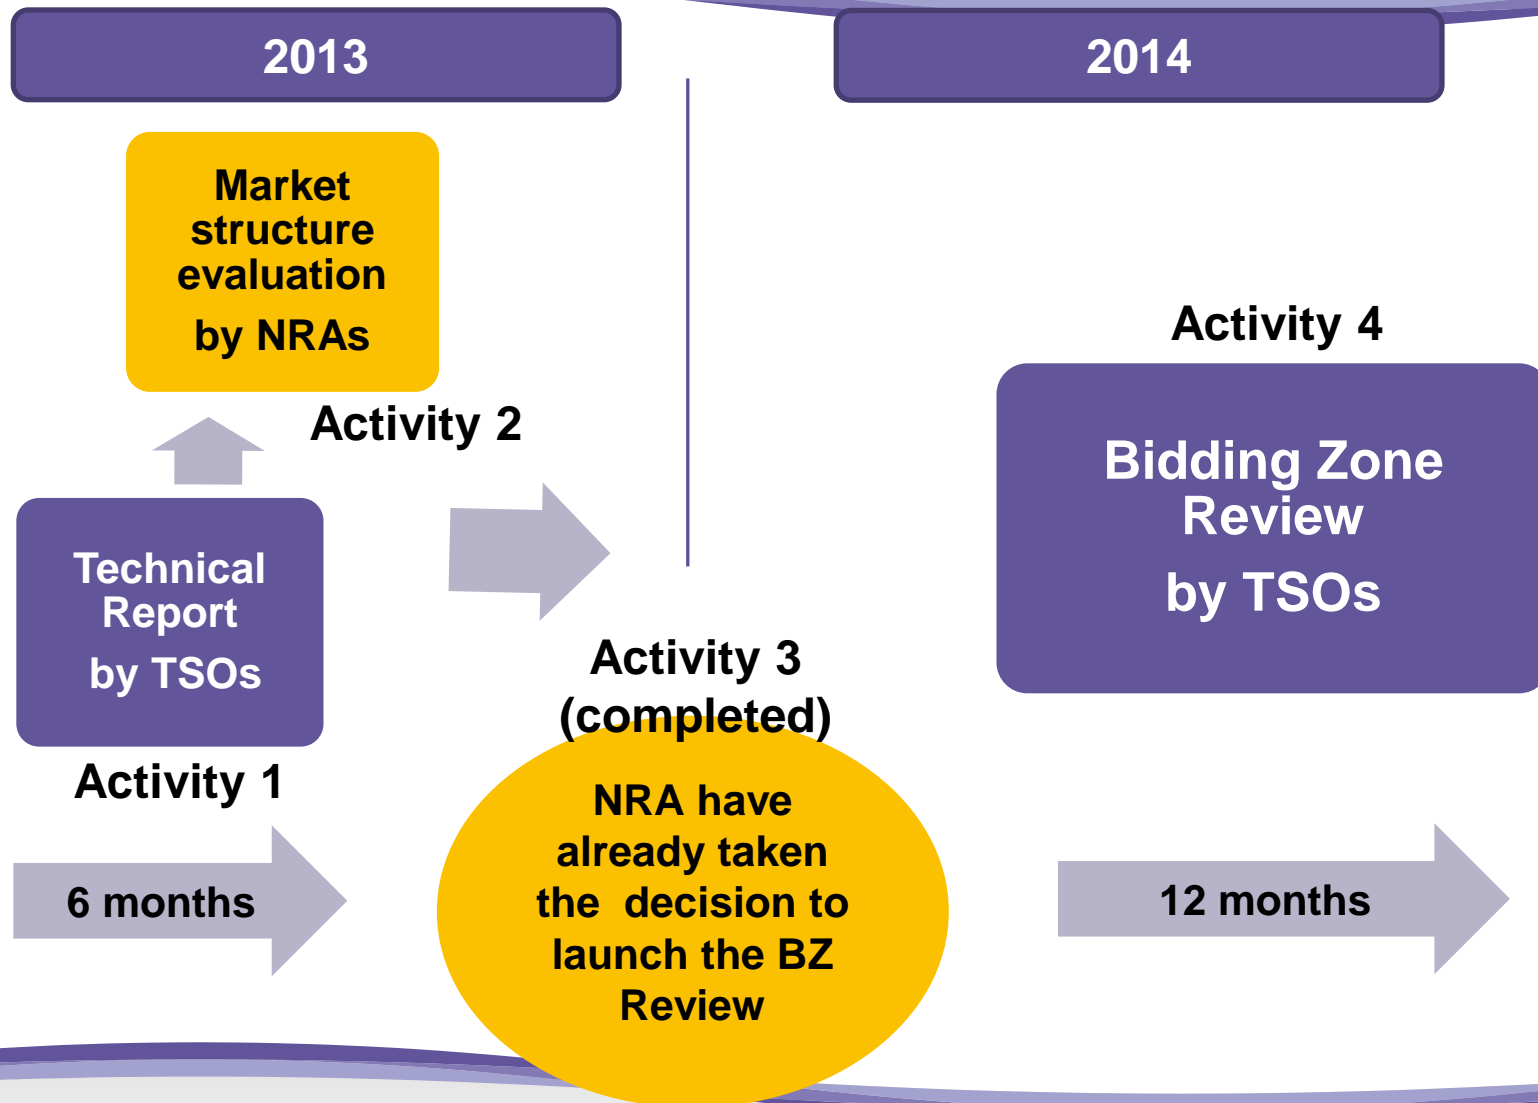 2013
2014
Market
structure
evaluation
by NRAs
Activity 2
Technical
Report
by TSOs
Activity 1
6 months
Activity 3
(completed)
NRA have
already taken
the  decision to
launch the BZ
Review
Activity 4
Bidding Zone
Review
by TSOs
12 months